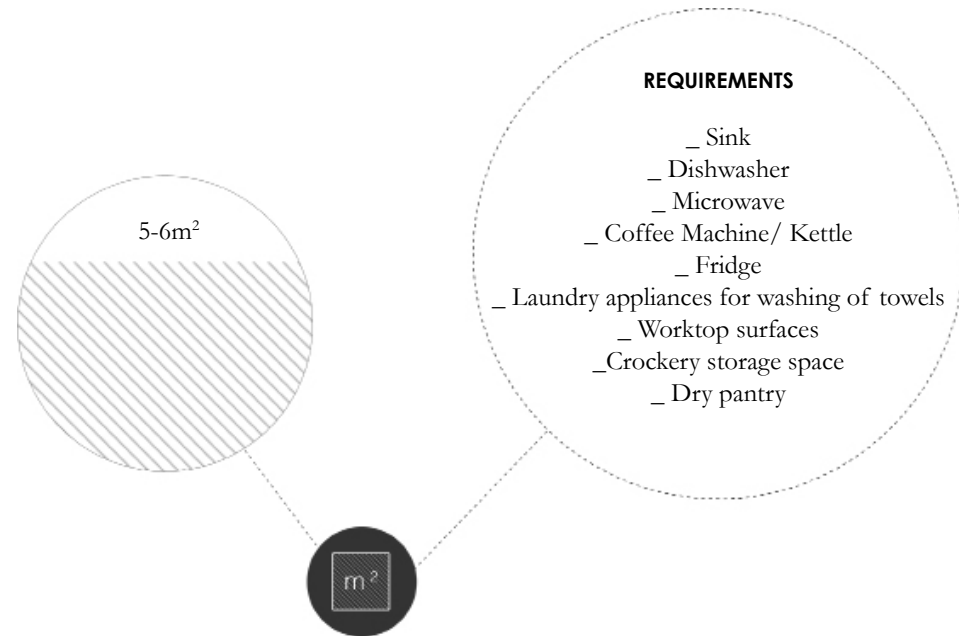 REQUIREMENTS
_ Sink
_ Dishwasher
_ Microwave
_ Coffee Machine/ Kettle
_ Fridge
_ Laundry appliances for washing of towels
_ Worktop surfaces
_Crockery storage space
_ Dry pantry
5-6m²
m²